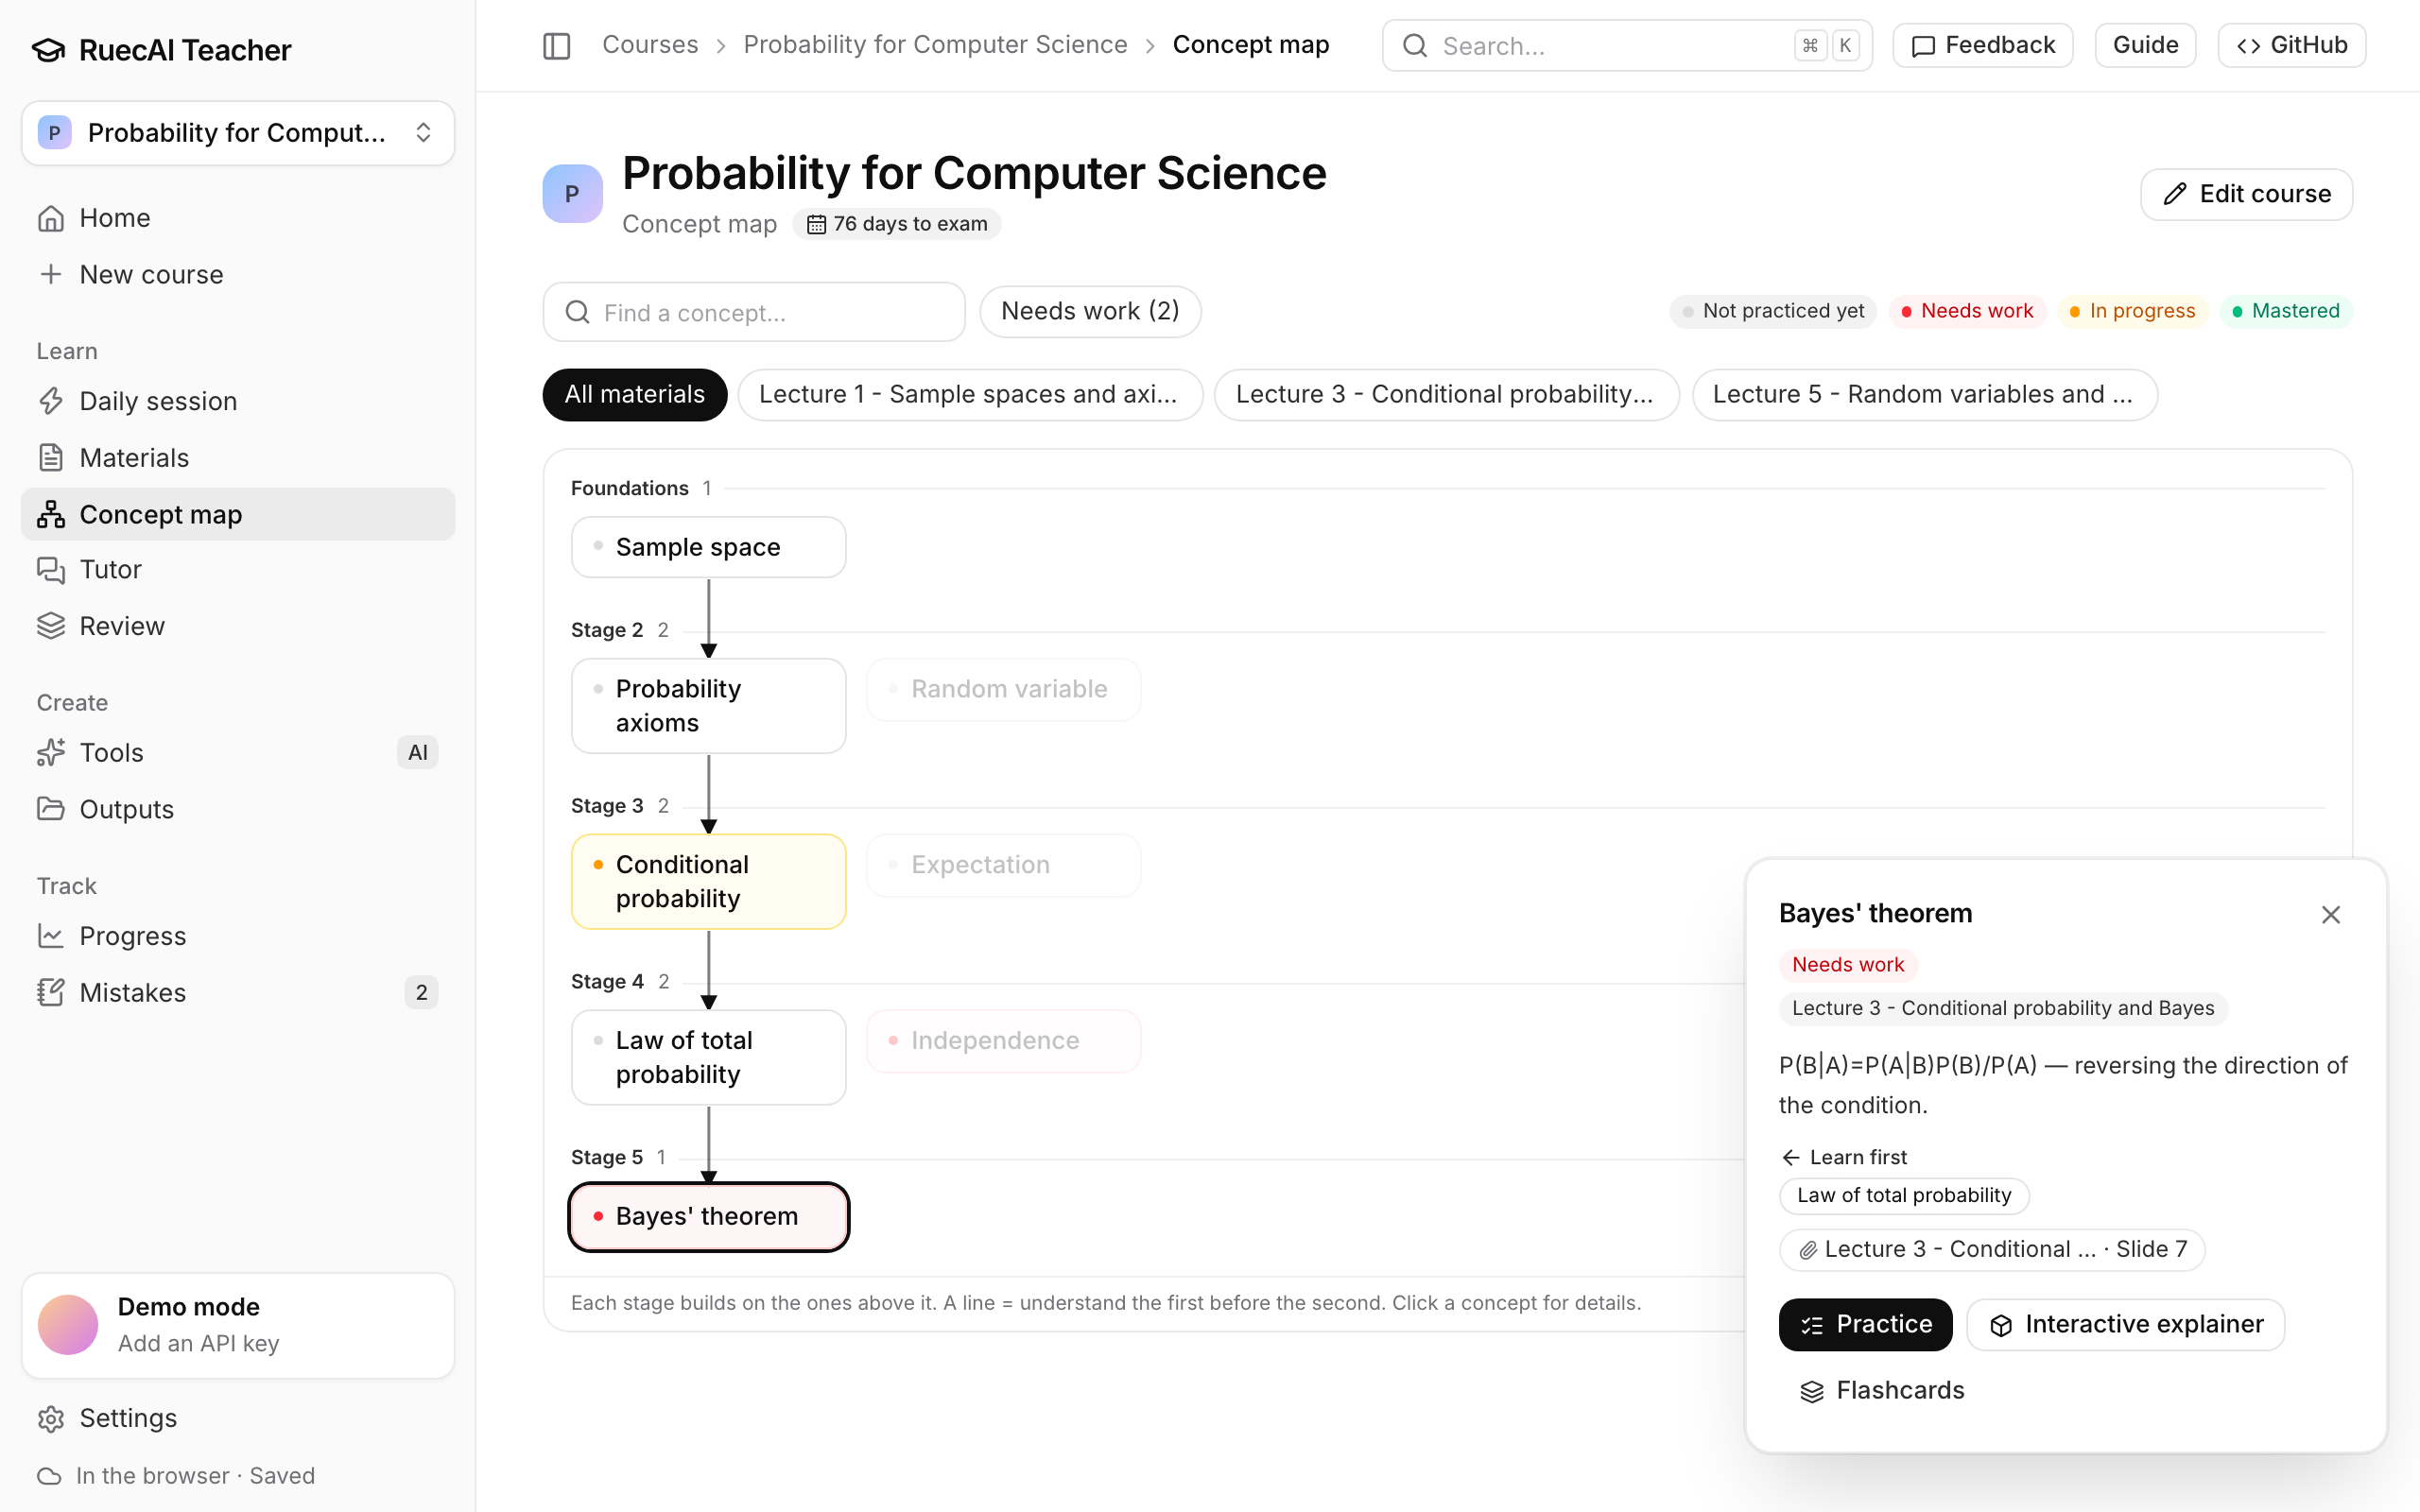 RuecAI Teacher
P Probability for Comput...
Home
New course
Learn
Daily session
Materials
Concept map
Tutor
Review
Create
Tools AI
Outputs
Track
Progress
Mistakes 2
Demo mode
Add an API key
Settings
In the browser · Saved
Courses > Probability for Computer Science > Concept map
Search... ⌘ K
Feedback
Guide
GitHub
P
Probability for Computer Science
Concept map 76 days to exam
Edit course
Find a concept...
Needs work (2)
Not practiced yet Needs work In progress Mastered
All materials
Lecture 1 - Sample spaces and axi...
Lecture 3 - Conditional probability...
Lecture 5 - Random variables and ...
Foundations 1
Sample space
Stage 2 2
Probability
axioms
Random variable
Stage 3 2
Conditional
probability
Expectation
Stage 4 2
Law of total
probability
Independence
Stage 5 1
Bayes' theorem
Each stage builds on the ones above it. A line = understand the first before the second. Click a concept for details.
Bayes' theorem
Needs work
Lecture 3 - Conditional probability and Bayes
P(B|A)=P(A|B)P(B)/P(A) — reversing the direction of
the condition.
Learn first
Law of total probability
Lecture 3 - Conditional ... · Slide 7
Practice
Interactive explainer
Flashcards